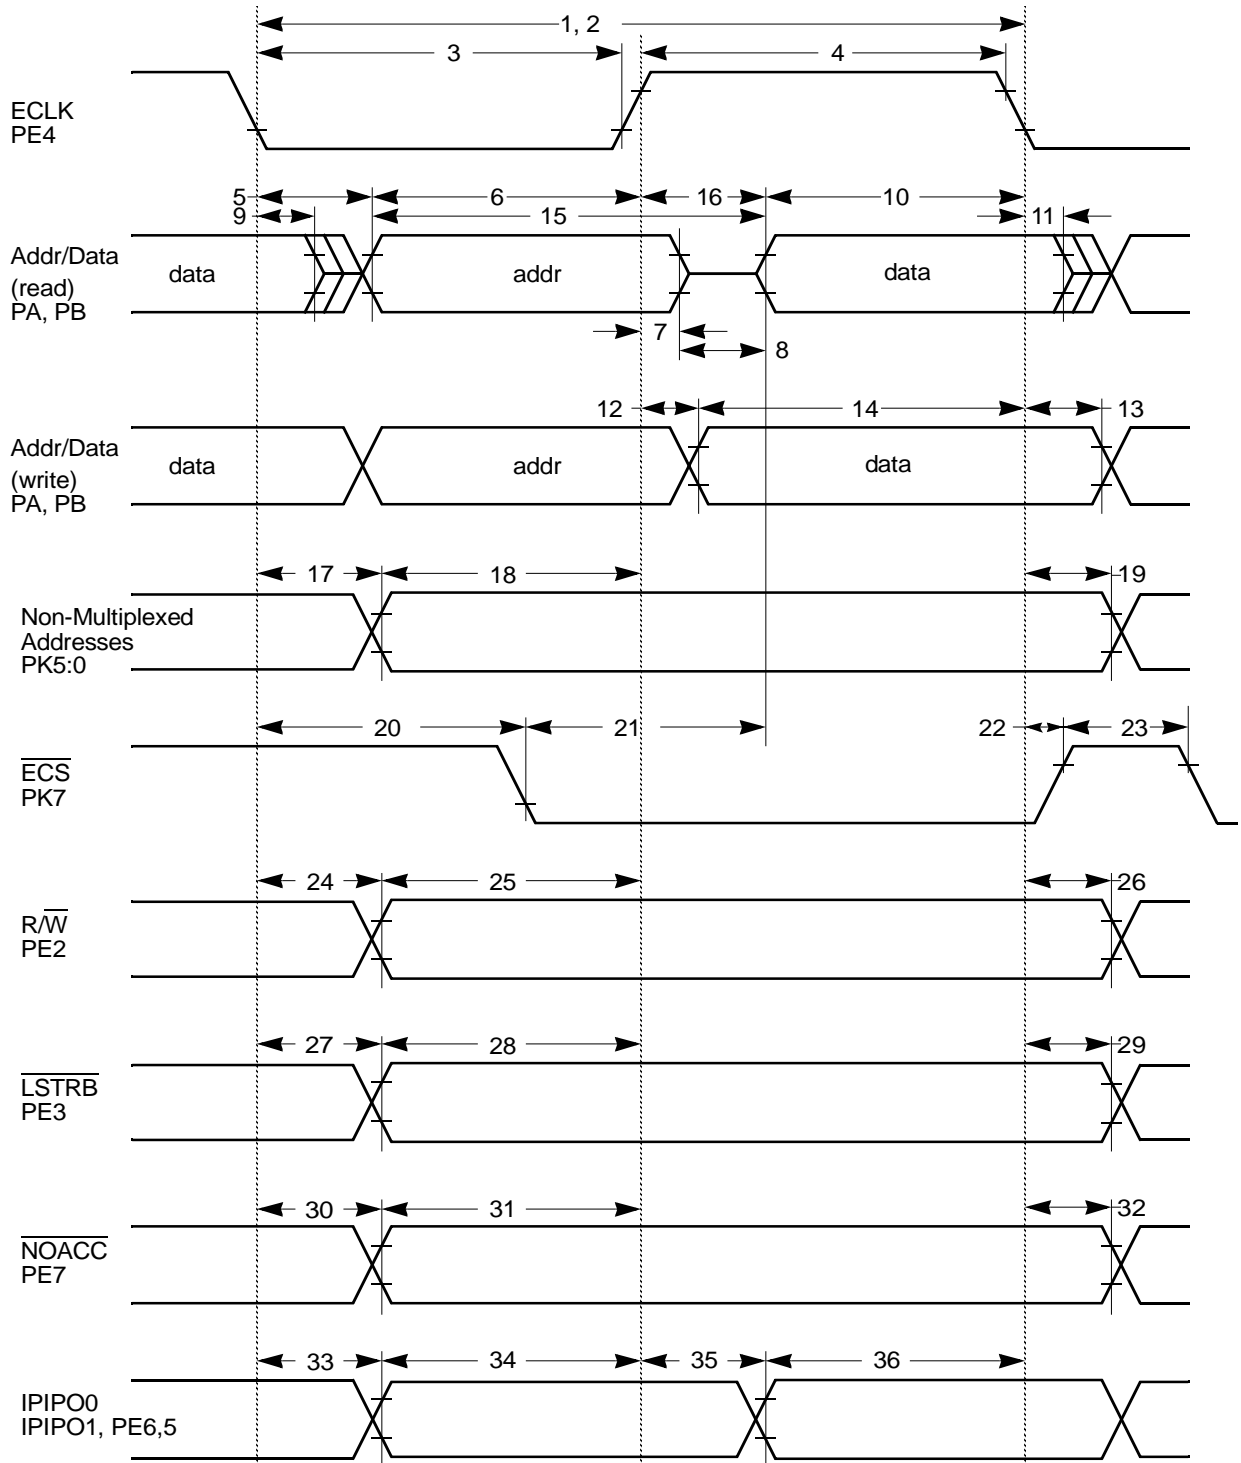 1, 2
3
4
ECLK
PE4
5
6
16
10
9
15
11
Addr/Data
(read)
PA, PB
data
addr
data
7
8
12
14
13
Addr/Data
(write)
PA, PB
data
addr
data
17
18
19
Non-Multiplexed
Addresses
PK5:0
20
21
22
23
ECS
PK7
24
25
26
R/W
PE2
27
28
29
LSTRB
PE3
30
31
32
NOACC
PE7
33
34
35
36
IPIPO0
IPIPO1, PE6,5